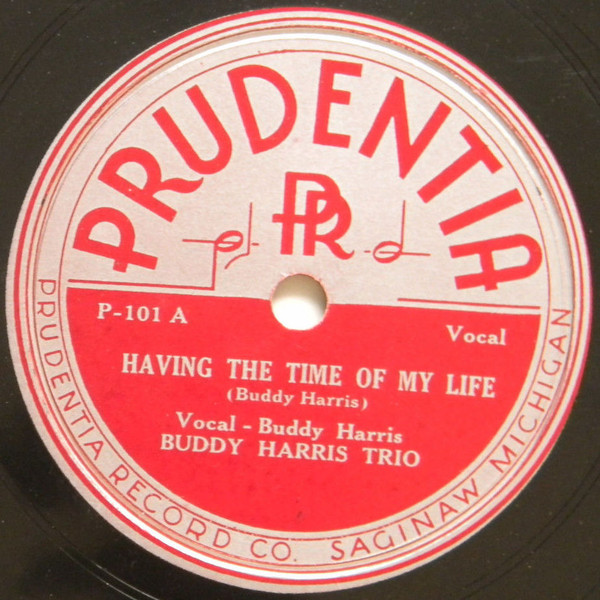 PRUDENTIA
PR
P-101 A
Vocal
HAVING THE TIME OF MY LIFE
(Buddy Harris)
Vocal - Buddy Harris
BUDDY HARRIS TRIO
PRUDENTIA RECORD CO. SAGINAW MICHIGAN